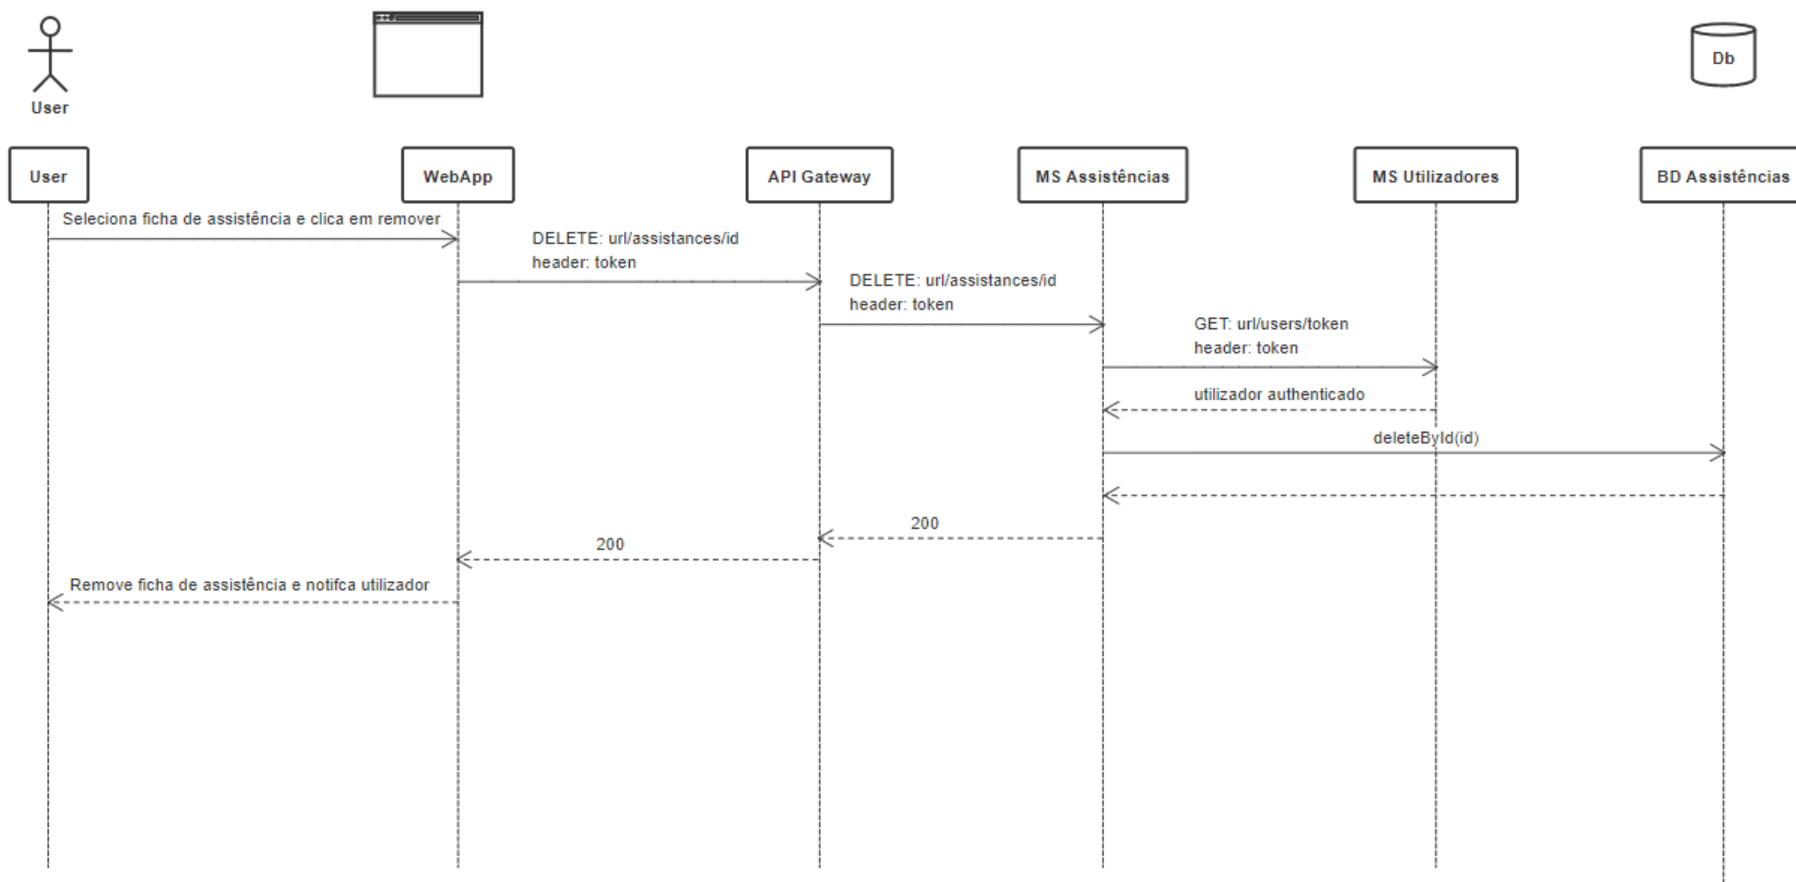 User
Db
User
WebApp
API Gateway
MS Assistências
MS Utilizadores
BD Assistências
Seleciona ficha de assistência e clica em remover
DELETE: url/assistances/id
header: token
DELETE: url/assistances/id
header: token
GET: url/users/token
header: token
utilizador authenticado
deleteById(id)
200
200
Remove ficha de assistência e notifca utilizador